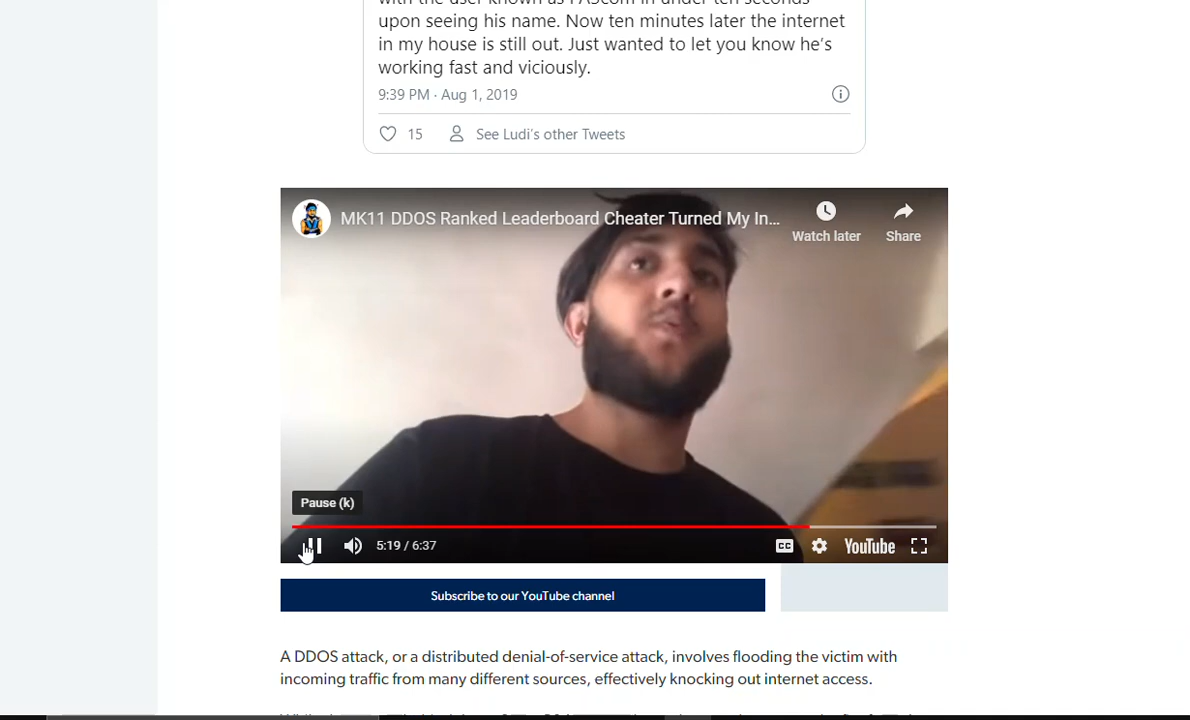 upon seeing his name. Now ten minutes later the internet
in my house is still out. Just wanted to let you know he's
working fast and viciously.
9:39 PM · Aug 1, 2019
15 See Ludi's other Tweets
MK11 DDOS Ranked Leaderboard Cheater Turned My In...
Watch later Share
Pause (k)
5:19 / 6:37 CC YouTube
Subscribe to our YouTube channel
A DDOS attack, or a distributed denial-of-service attack, involves flooding the victim with
incoming traffic from many different sources, effectively knocking out internet access.